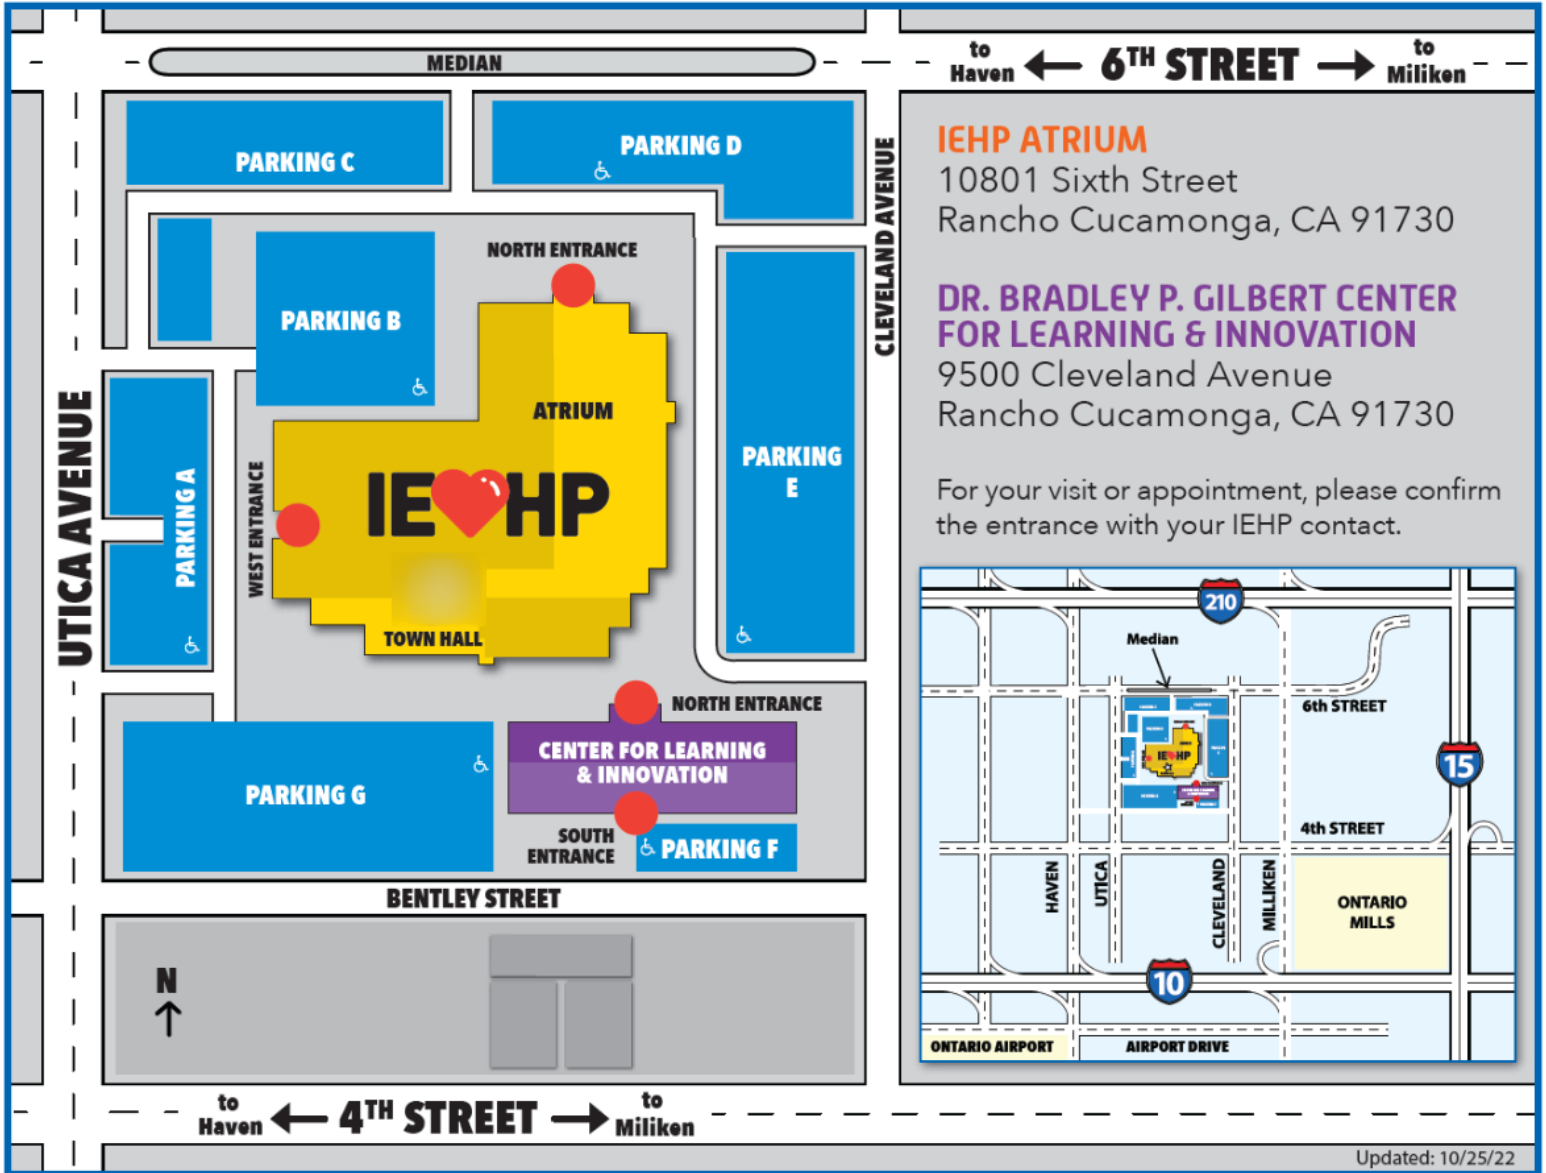 MEDIAN
to
Haven
6TH STREET
to
Miliken
PARKING C
PARKING D
CLEVELAND AVENUE
NORTH ENTRANCE
PARKING B
ATRIUM
PARKING
E
UTICA AVENUE
PARKING A
WEST ENTRANCE
IE HP
TOWN HALL
NORTH ENTRANCE
CENTER FOR LEARNING
& INNOVATION
PARKING G
SOUTH
ENTRANCE
PARKING F
BENTLEY STREET
N
to
Haven
4TH STREET
to
Miliken
IEHP ATRIUM
10801 Sixth Street
Rancho Cucamonga, CA 91730
DR. BRADLEY P. GILBERT CENTER
FOR LEARNING & INNOVATION
9500 Cleveland Avenue
Rancho Cucamonga, CA 91730
For your visit or appointment, please confirm
the entrance with your IEHP contact.
210
Median
6th STREET
IE HP
15
4th STREET
HAVEN
UTICA
CLEVELAND
MILLIKEN
ONTARIO
MILLS
10
ONTARIO AIRPORT
AIRPORT DRIVE
Updated: 10/25/22